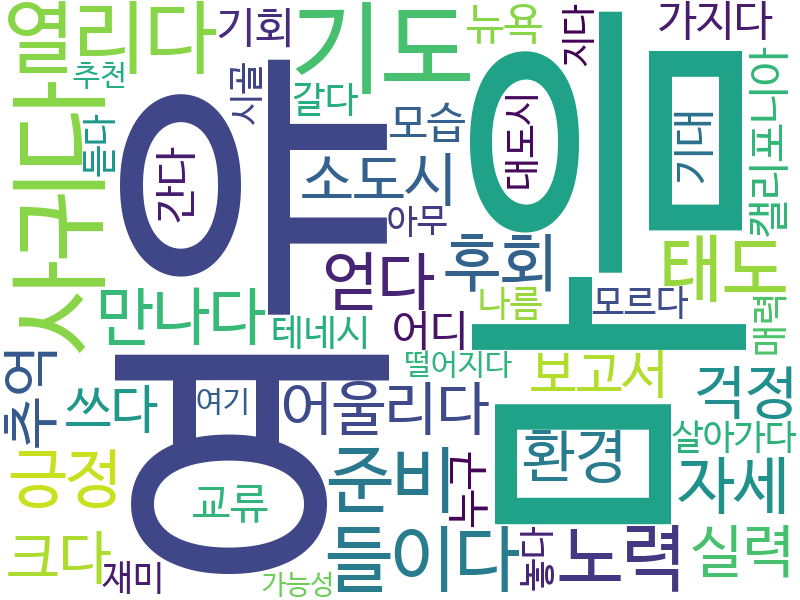 열리다
기회
기도
뉴욕
지다
가지다
추천
시골
갈다
모습
사귀다
듣다
간다
여유
소도시
대도시
마음
기대
캘리포니아
아무
얻다
후회
태도
만나다
테네시
어디
나름
모르다
매력
추억
쓰다
여기
어울리다
떨어지다
보고서
걱정
긍정
교류
준비
누구
환경
살아가다
자세
크다
재미
가능성
들이다
놓다
노력
실력